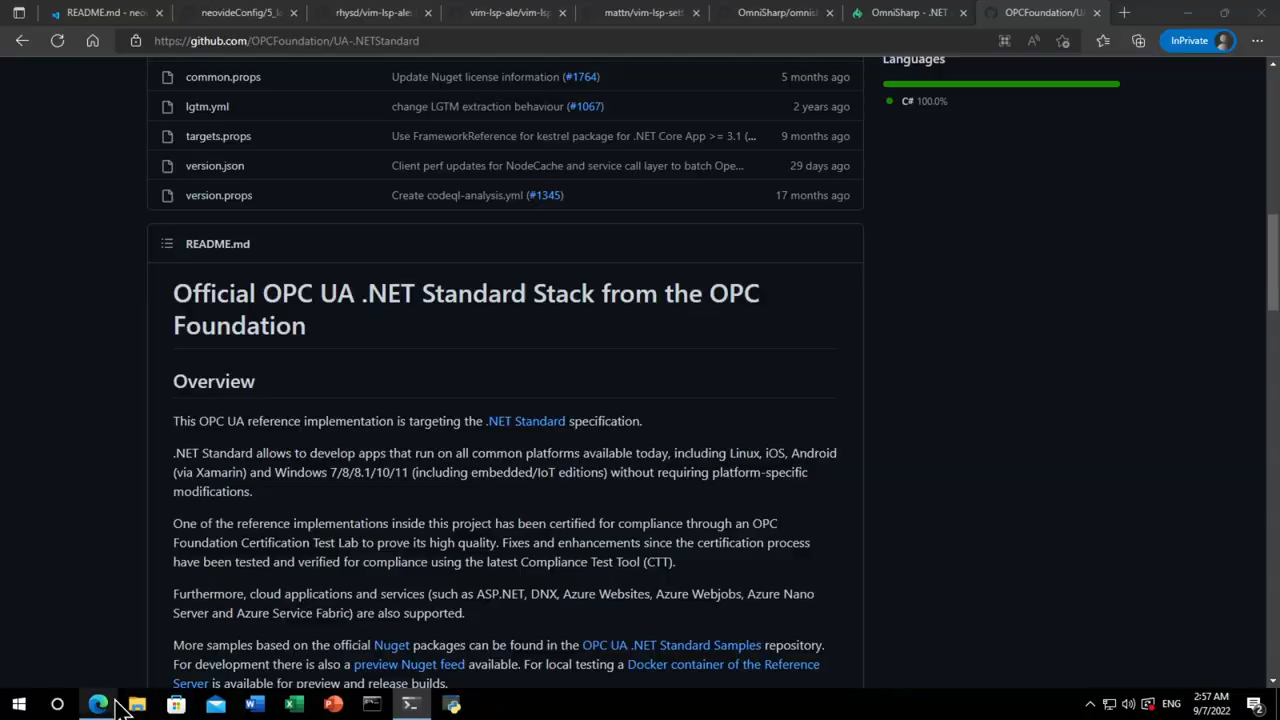 README.md - neo
neovideConfig/5_le
rhysd/vim-lsp-ale:
vim-lsp-ale/vim-lsp
mattn/vim-lsp-sett
OmniSharp/omnish
OmniSharp - .NET
OPCFoundation/UA
https://github.com/OPCFoundation/UA-.NETStandard
InPrivate
common.props Update Nuget license information (#1764) 5 months ago
lgtm.yml change LGTM extraction behaviour (#1067) 2 years ago
targets.props Use FrameworkReference for kestrel package for .NET Core App >= 3.1 (... 9 months ago
version.json Client perf updates for NodeCache and service call layer to batch Ope... 29 days ago
version.props Create codeql-analysis.yml (#1345) 17 months ago
Languages
C# 100.0%
README.md
Official OPC UA .NET Standard Stack from the OPC
Foundation
Overview
This OPC UA reference implementation is targeting the .NET Standard specification.
.NET Standard allows to develop apps that run on all common platforms available today, including Linux, iOS, Android
(via Xamarin) and Windows 7/8/8.1/10/11 (including embedded/IoT editions) without requiring platform-specific
modifications.
One of the reference implementations inside this project has been certified for compliance through an OPC
Foundation Certification Test Lab to prove its high quality. Fixes and enhancements since the certification process
have been tested and verified for compliance using the latest Compliance Test Tool (CTT).
Furthermore, cloud applications and services (such as ASP.NET, DNX, Azure Websites, Azure Webjobs, Azure Nano
Server and Azure Service Fabric) are also supported.
More samples based on the official Nuget packages can be found in the OPC UA .NET Standard Samples repository.
For development there is also a preview Nuget feed available. For local testing a Docker container of the Reference
Server is available for preview and release builds.
ENG
2:57 AM
9/7/2022
2